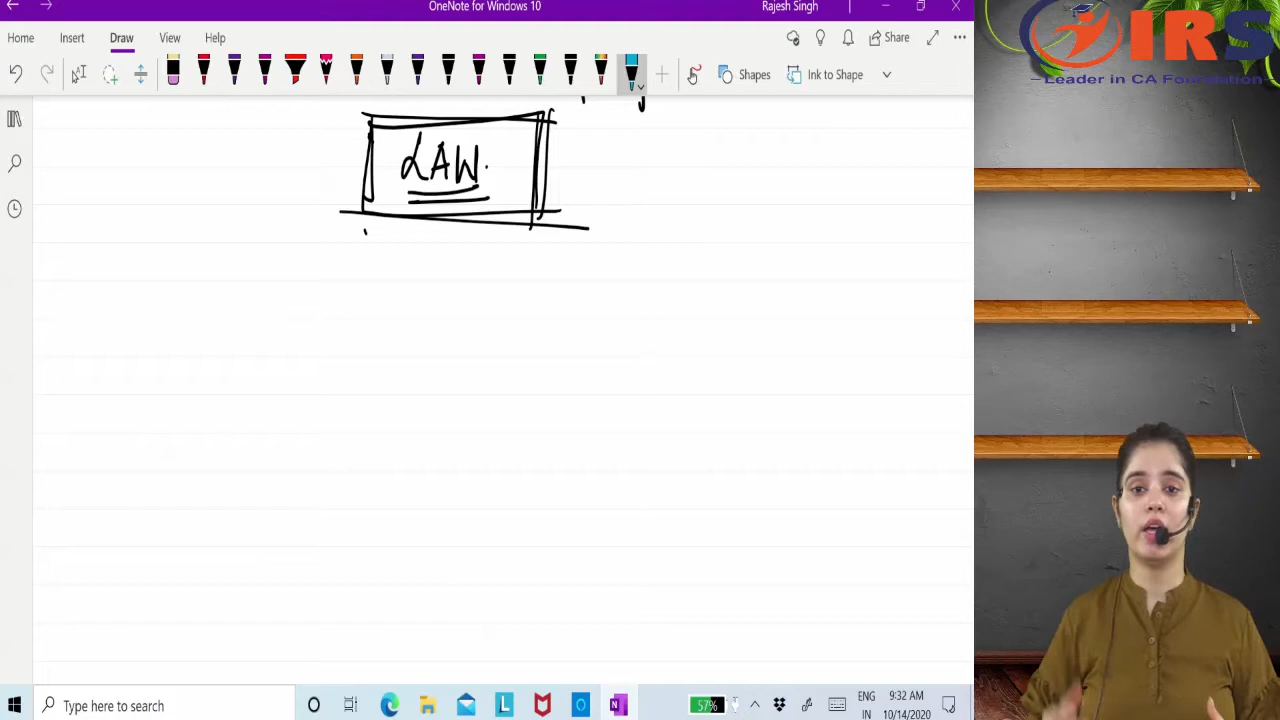 OneNote for Windows 10
Rajesh Singh
Home Insert Draw View Help
Share
Shapes
Ink to Shape
IRS
Leader in CA Foundation
LAW.
Type here to search
57%
ENG
IN
9:32 AM
10/14/2020